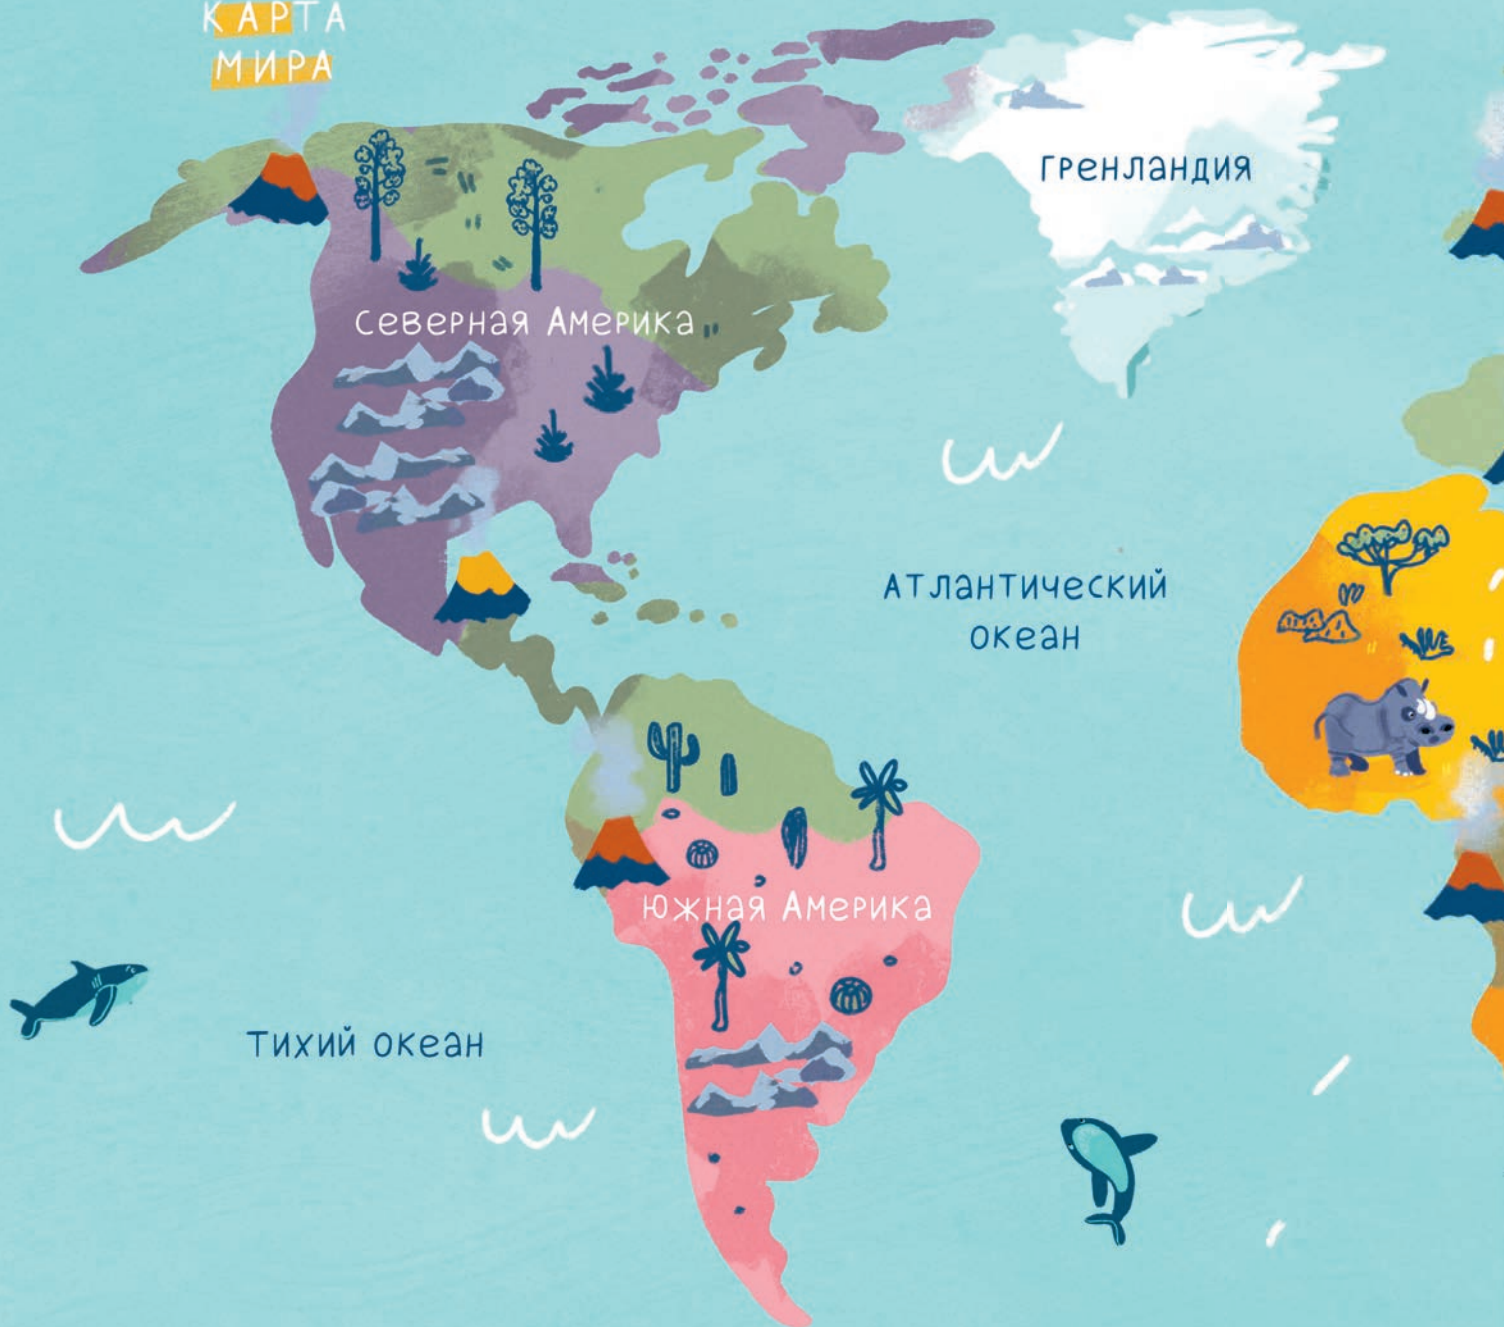 КАРТА
МИРА
Гренландия
Северная Америка
Атлантический
океан
Южная Америка
Тихий океан